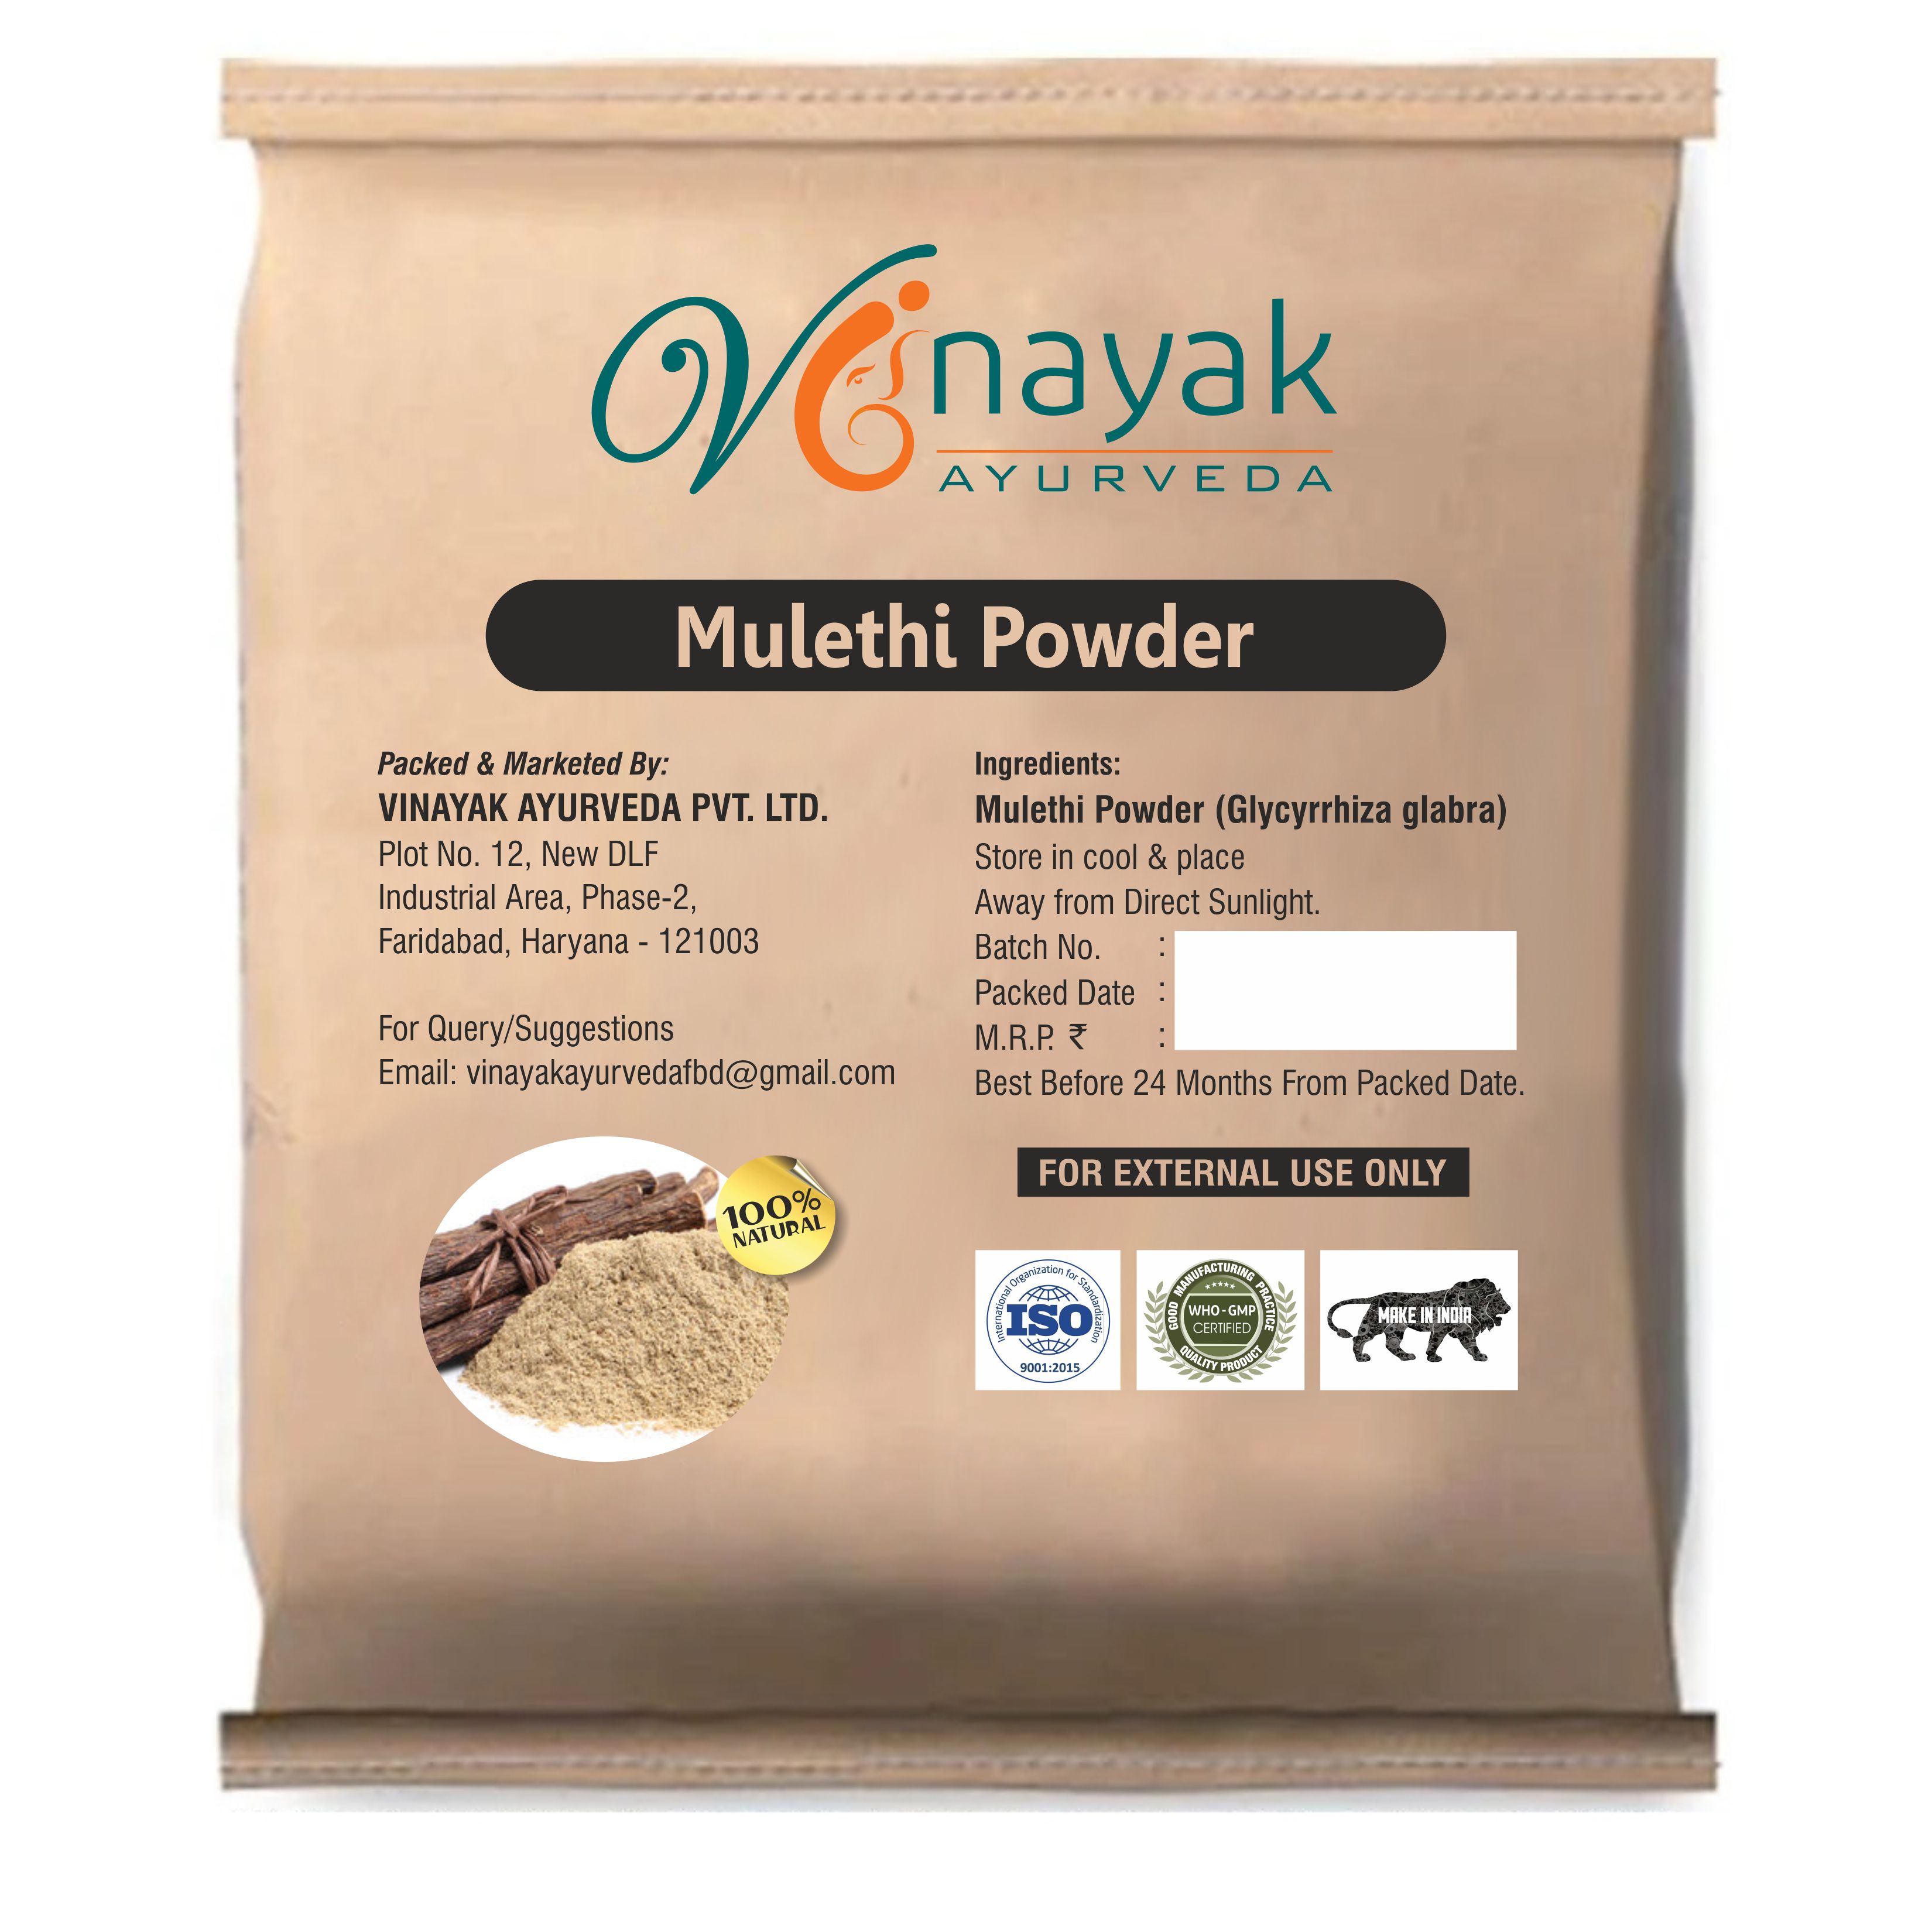 Vinayak
AYURVEDA
Mulethi Powder
Packed & Marketed By:
VINAYAK AYURVEDA PVT. LTD.
Plot No. 12, New DLF
Industrial Area, Phase-2,
Faridabad, Haryana - 121003
For Query/Suggestions
Email: vinayakayurvedafbd@gmail.com
Ingredients:
Mulethi Powder (Glycyrrhiza glabra)
Store in cool & place
Away from Direct Sunlight.
Batch No. :
Packed Date :
M.R.P. ₹ :
Best Before 24 Months From Packed Date.
FOR EXTERNAL USE ONLY
100%
NATURAL
International Organization for Standardization
ISO
9001:2015
GOOD MANUFACTURING PRACTICE
WHO-GMP
CERTIFIED
QUALITY PRODUCT
MAKE IN INDIA